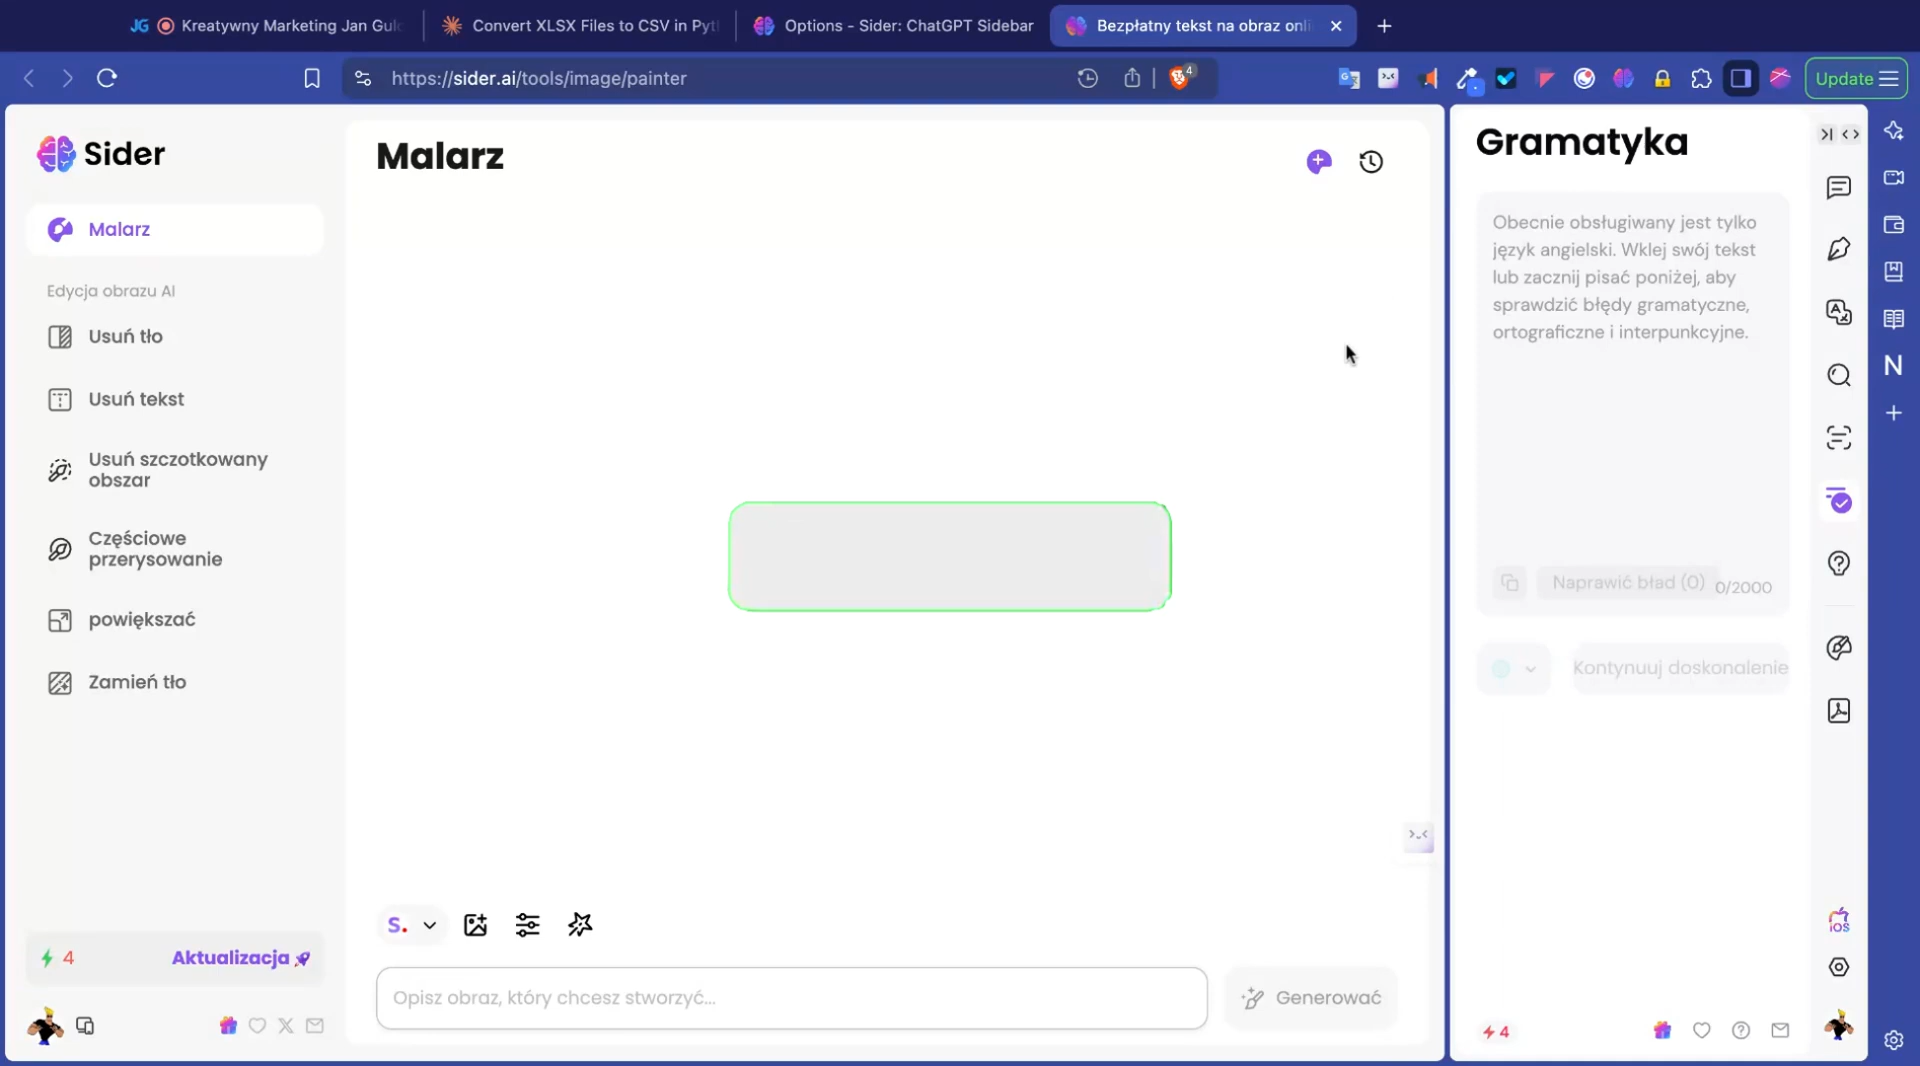 JG Kreatywny Marketing Jan Gul
Convert XLSX Files to CSV in Pyt
Options - Sider: ChatGPT Sidebar
Bezpłatny tekst na obraz onli
https://sider.ai/tools/image/painter
4
Update
Sider
Malarz
Edycja obrazu AI
Usuń tło
Usuń tekst
Usuń szczotkowany
obszar
Częściowe
przerysowanie
powiększać
Zamień tło
4
Aktualizacja
Malarz
S.
Opisz obraz, który chcesz stworzyć...
Generować
Gramatyka
Obecnie obsługiwany jest tylko
język angielski. Wklej swój tekst
lub zacznij pisać poniżej, aby
sprawdzić błędy gramatyczne,
ortograficzne i interpunkcyjne.
Naprawić błąd (0)
0/2000
Kontynuuj doskonalenie
4
iOS
N